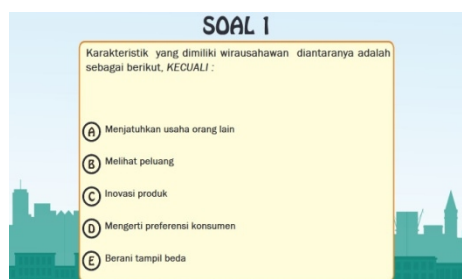 SOAL 1
Karakteristik yang dimiliki wirausahawan diantaranya adalah
sebagai berikut, KECUALI :
A Menjatuhkan usaha orang lain
B Melihat peluang
C Inovasi produk
D Mengerti preferensi konsumen
E Berani tampil beda